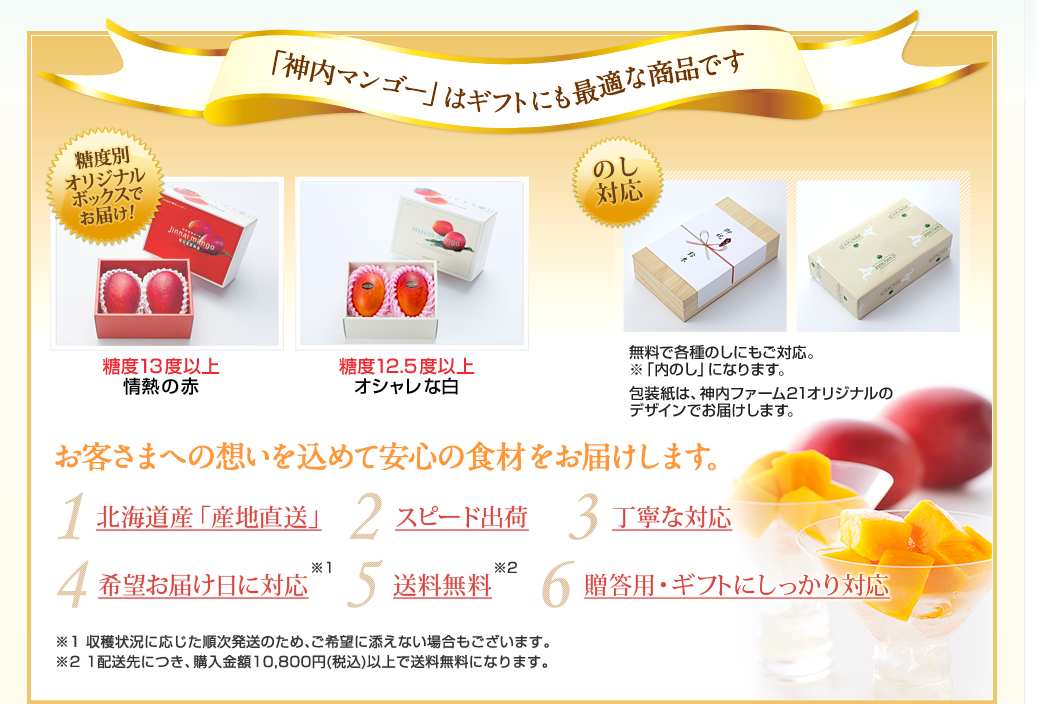 「神内マンゴー」はギフトにも最適な商品です
糖度別
オリジナル
ボックスで
お届け!
のし
対応
Jinnai mango
糖度13度以上
情熱の赤
糖度12.5度以上
オシャレな白
無料で各種のしにもご対応。
※「内のし」になります。
包装紙は、神内ファーム21オリジナルの
デザインでお届けします。
お客さまへの想いを込めて安心の食材をお届けします。
1 北海道産「産地直送」 2 スピード出荷 3 丁寧な対応
4 希望お届け日に対応※1 5 送料無料※2 6 贈答用・ギフトにしっかり対応
※1 収穫状況に応じた順次発送のため、ご希望に添えない場合もございます。
※2 1配送先につき、購入金額10,800円(税込)以上で送料無料になります。